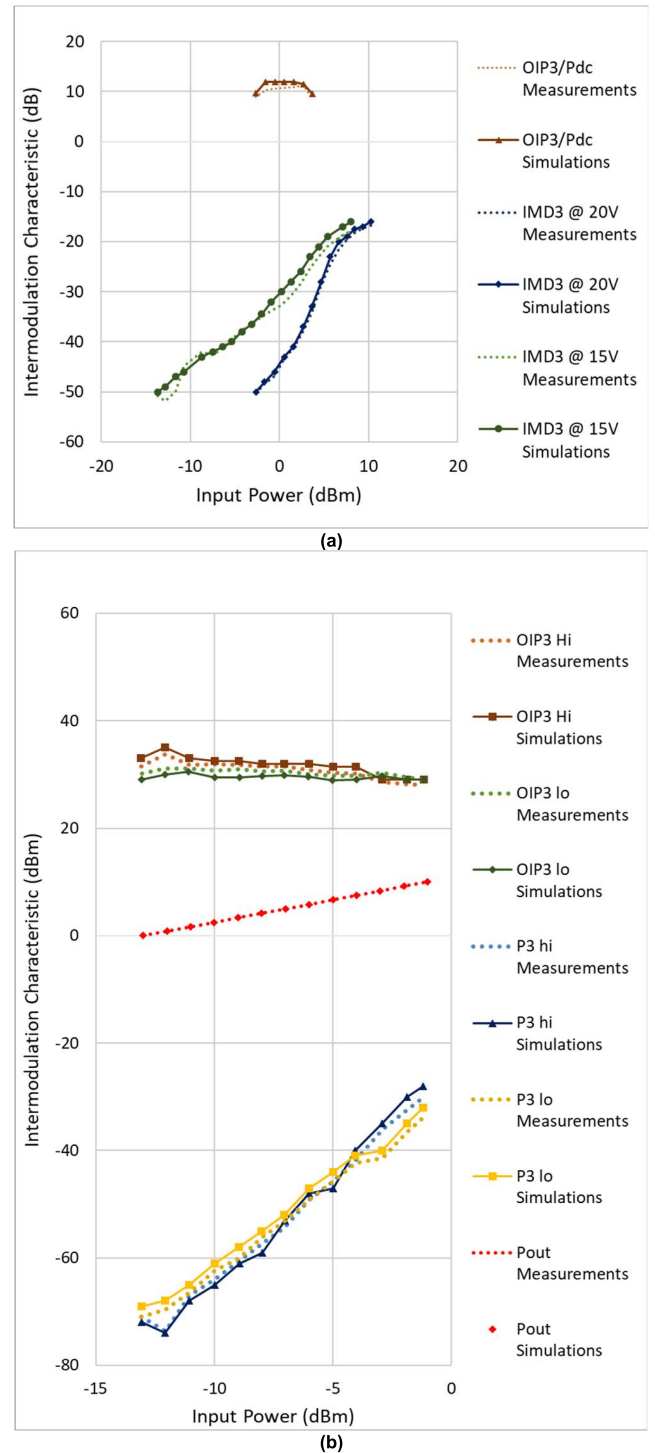 20
10
0
-10
-20
-30
-40
-50
-60
-20
-10
0
10
20
Intermodulation Characteristic (dB)
Input Power (dBm)
OIP3/Pdc
Measurements
OIP3/Pdc
Simulations
IMD3 @ 20V
Measurements
IMD3 @ 20V
Simulations
IMD3 @ 15V
Measurements
IMD3 @ 15V
Simulations
(a)
60
40
20
0
-20
-40
-60
-80
-15
-10
-5
0
Intermodulation Characteristic (dBm)
Input Power (dBm)
OIP3 Hi
Measurements
OIP3 Hi
Simulations
OIP3 lo
Measurements
OIP3 lo
Simulations
P3 hi
Measurements
P3 hi
Simulations
P3 lo
Measurements
P3 lo
Simulations
Pout
Measurements
Pout
Simulations
(b)